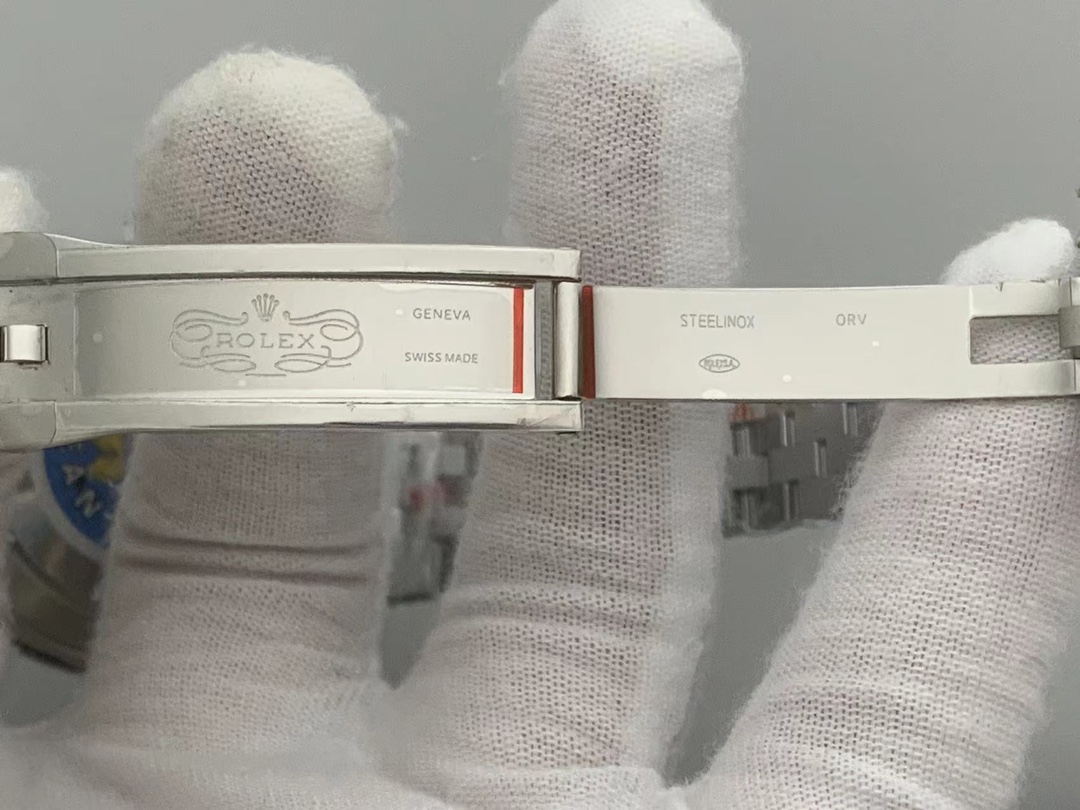 ROLEX
GENEVA
SWISS MADE
STEELINOX
ORV